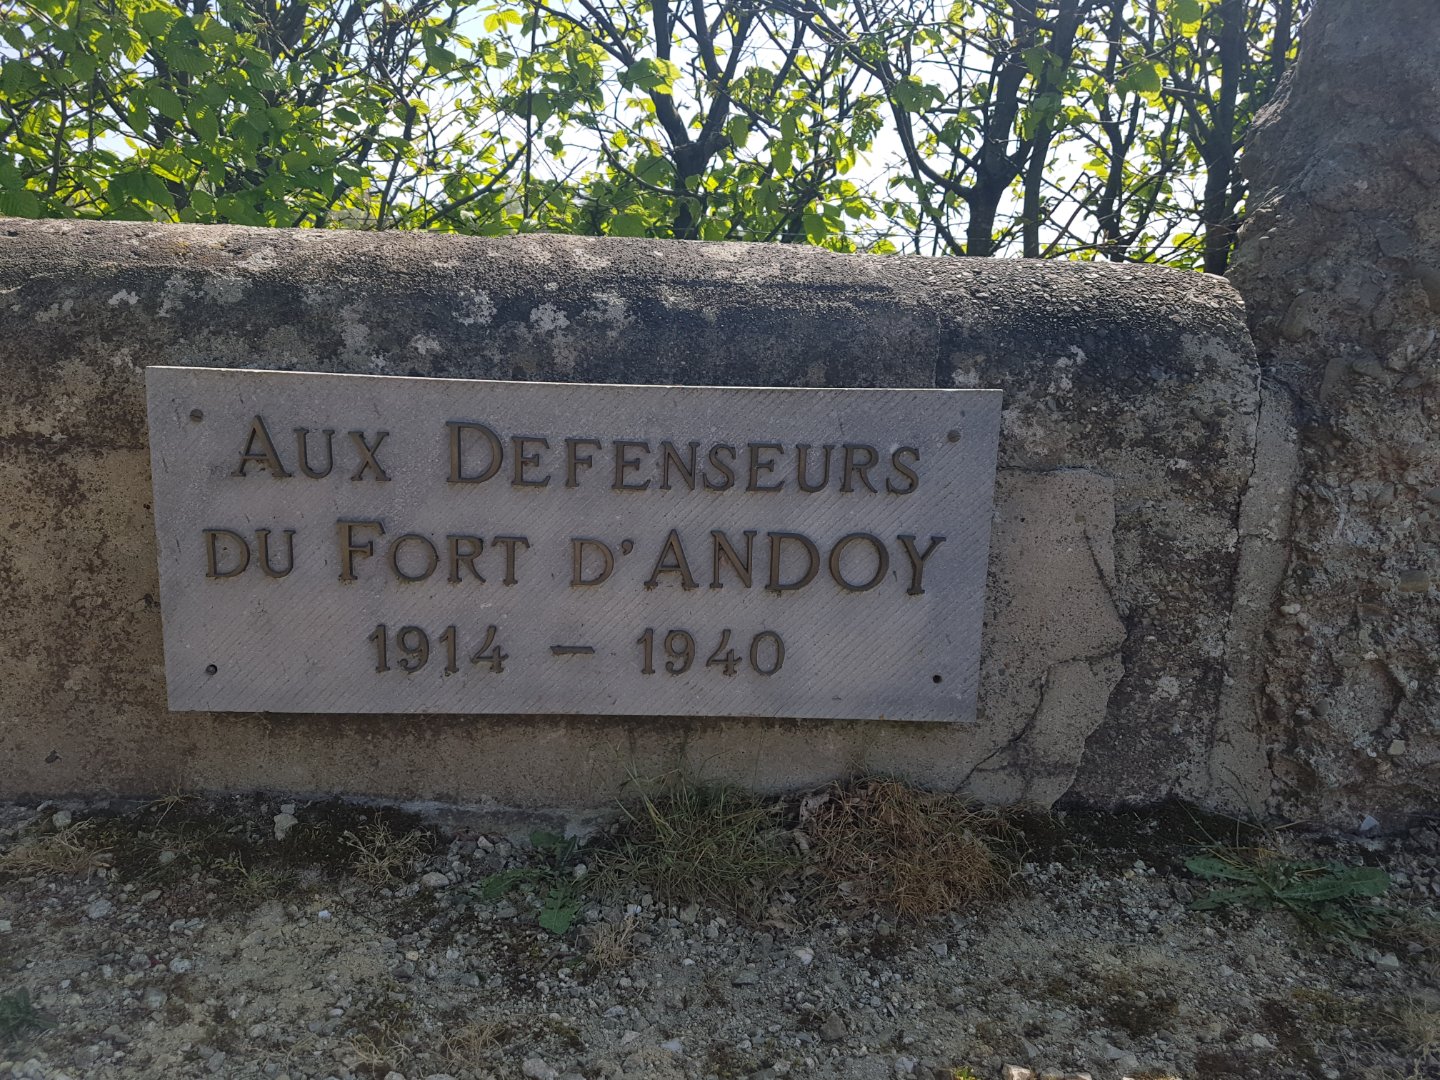 AUX DEFENSEURS
DU FORT D'ANDOY
1914 – 1940